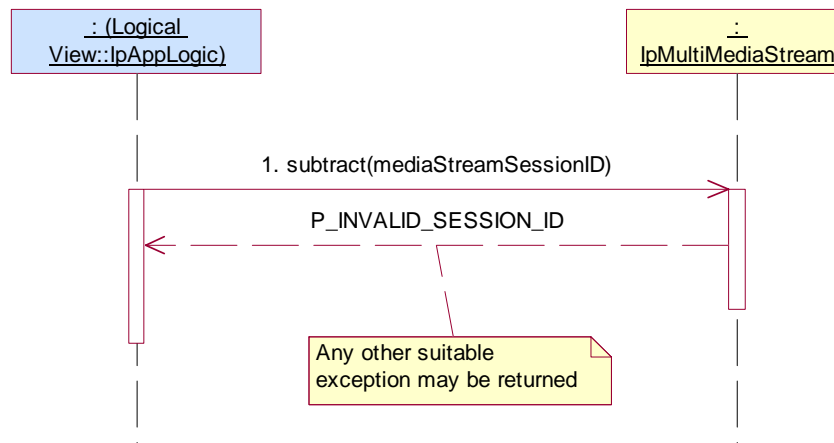 : (Logical
View::IpAppLogic)
:
IpMultiMediaStream
1. subtract(mediaStreamSessionID)
P_INVALID_SESSION_ID
Any other suitable
exception may be returned